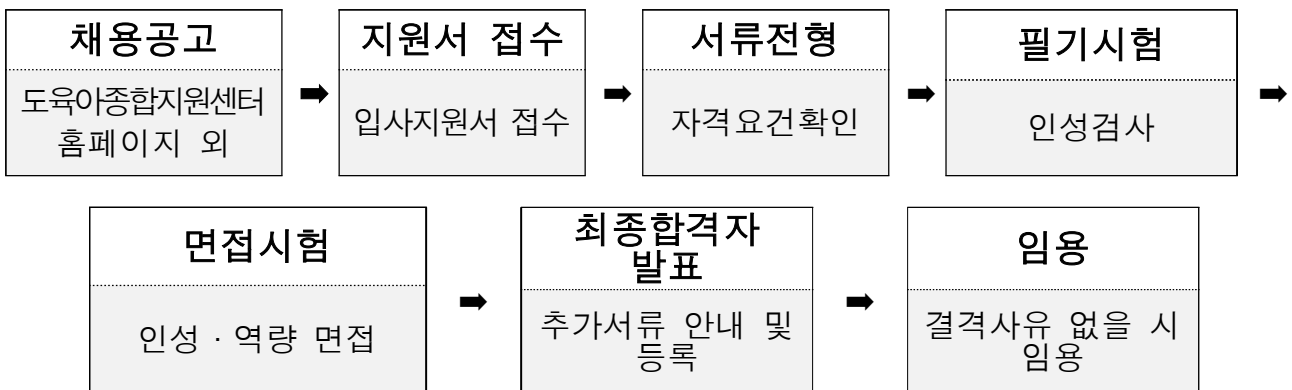 채용공고
도육아종합지원센터
홈페이지 외
➡
지원서 접수
입사지원서 접수
➡
서류전형
자격요건확인
➡
필기시험
인성검사
➡
면접시험
인성 · 역량 면접
➡
최종합격자
발표
추가서류 안내 및
등록
➡
임용
결격사유 없을 시
임용